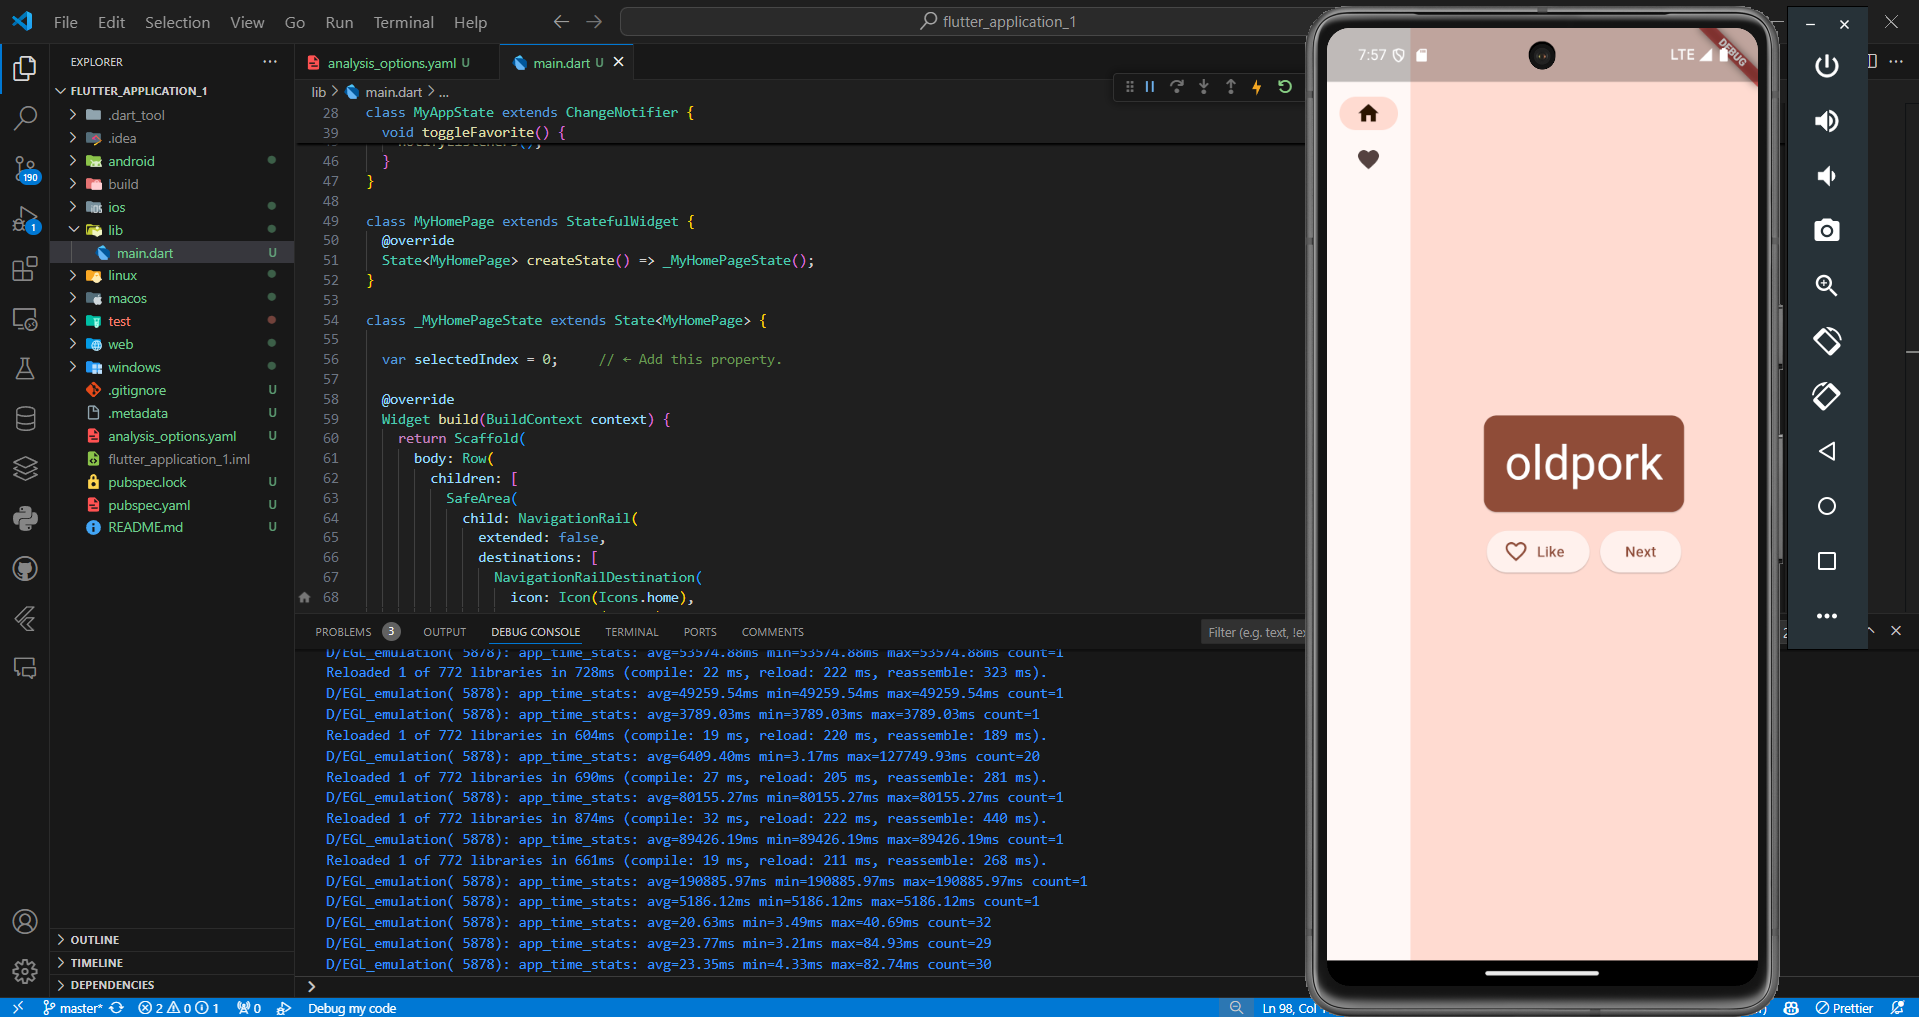 File Edit Selection View Go Run Terminal Help
flutter_application_1
EXPLORER
FLUTTER_APPLICATION_1
.dart_tool
.idea
android
build
ios
lib
main.dart U
linux
macos
test
web
windows
.gitignore U
.metadata U
analysis_options.yaml U
flutter_application_1.iml
pubspec.lock U
pubspec.yaml U
README.md U
OUTLINE
TIMELINE
DEPENDENCIES
190
1
analysis_options.yaml U
main.dart U
lib > main.dart > ...
28 class MyAppState extends ChangeNotifier {
39 void toggleFavorite() {
46 }
47 }
48
49 class MyHomePage extends StatefulWidget {
50 @override
51 State<MyHomePage> createState() => _MyHomePageState();
52 }
53
54 class _MyHomePageState extends State<MyHomePage> {
55
56 var selectedIndex = 0; // ← Add this property.
57
58 @override
59 Widget build(BuildContext context) {
60 return Scaffold(
61 body: Row(
62 children: [
63 SafeArea(
64 child: NavigationRail(
65 extended: false,
66 destinations: [
67 NavigationRailDestination(
68 icon: Icon(Icons.home),
PROBLEMS 3 OUTPUT DEBUG CONSOLE TERMINAL PORTS COMMENTS
Filter (e.g. text, !ex
D/EGL_emulation( 5878): app_time_stats: avg=53574.88ms min=53574.88ms max=53574.88ms count=1
Reloaded 1 of 772 libraries in 728ms (compile: 22 ms, reload: 222 ms, reassemble: 323 ms).
D/EGL_emulation( 5878): app_time_stats: avg=49259.54ms min=49259.54ms max=49259.54ms count=1
D/EGL_emulation( 5878): app_time_stats: avg=3789.03ms min=3789.03ms max=3789.03ms count=1
Reloaded 1 of 772 libraries in 604ms (compile: 19 ms, reload: 220 ms, reassemble: 189 ms).
D/EGL_emulation( 5878): app_time_stats: avg=6409.40ms min=3.17ms max=127749.93ms count=20
Reloaded 1 of 772 libraries in 690ms (compile: 27 ms, reload: 205 ms, reassemble: 281 ms).
D/EGL_emulation( 5878): app_time_stats: avg=80155.27ms min=80155.27ms max=80155.27ms count=1
Reloaded 1 of 772 libraries in 874ms (compile: 32 ms, reload: 222 ms, reassemble: 440 ms).
D/EGL_emulation( 5878): app_time_stats: avg=89426.19ms min=89426.19ms max=89426.19ms count=1
Reloaded 1 of 772 libraries in 661ms (compile: 19 ms, reload: 211 ms, reassemble: 268 ms).
D/EGL_emulation( 5878): app_time_stats: avg=190885.97ms min=190885.97ms max=190885.97ms count=1
D/EGL_emulation( 5878): app_time_stats: avg=5186.12ms min=5186.12ms max=5186.12ms count=1
D/EGL_emulation( 5878): app_time_stats: avg=20.63ms min=3.49ms max=40.69ms count=32
D/EGL_emulation( 5878): app_time_stats: avg=23.77ms min=3.21ms max=84.93ms count=29
D/EGL_emulation( 5878): app_time_stats: avg=23.35ms min=4.33ms max=82.74ms count=30
master* 2 0 1 0 Debug my code
Ln 98, Col
Prettier
7:57
LTE
DEBUG
oldpork
Like
Next